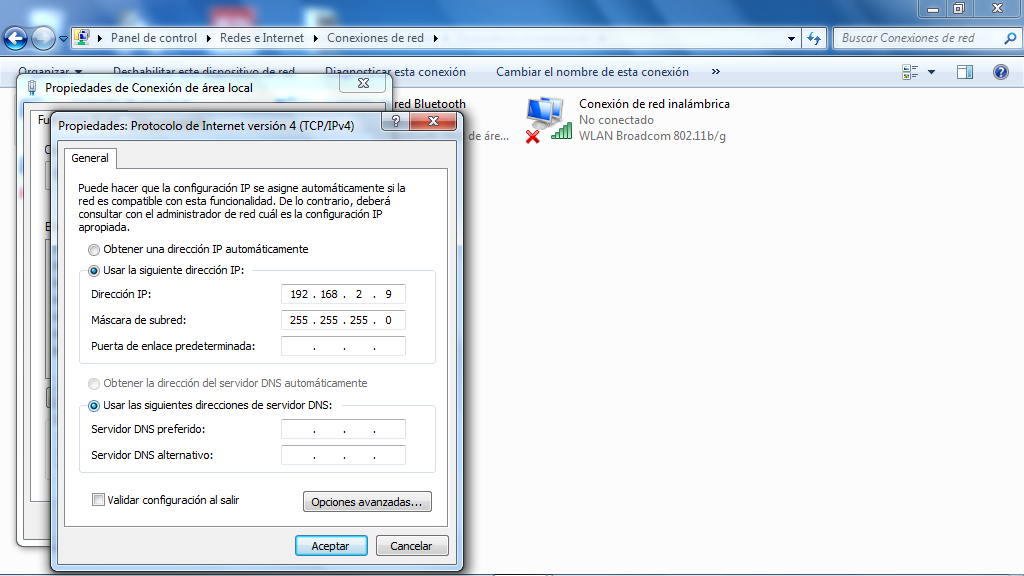 Panel de control Redes e Internet Conexiones de red
Buscar Conexiones de red
Organizar Deshabilitar este dispositivo de red Diagnosticar esta conexión Cambiar el nombre de esta conexión »
Propiedades de Conexión de área local
red Bluetooth
de áre...
Conexión de red inalámbrica
No conectado
WLAN Broadcom 802.11b/g
Fu
Propiedades: Protocolo de Internet versión 4 (TCP/IPv4)
General
Puede hacer que la configuración IP se asigne automáticamente si la
red es compatible con esta funcionalidad. De lo contrario, deberá
consultar con el administrador de red cuál es la configuración IP
apropiada.
Obtener una dirección IP automáticamente
Usar la siguiente dirección IP:
Dirección IP: 192 . 168 . 2 . 9
Máscara de subred: 255 . 255 . 255 . 0
Puerta de enlace predeterminada: . . .
Obtener la dirección del servidor DNS automáticamente
Usar las siguientes direcciones de servidor DNS:
Servidor DNS preferido: . . .
Servidor DNS alternativo: . . .
Validar configuración al salir
Opciones avanzadas...
Aceptar Cancelar